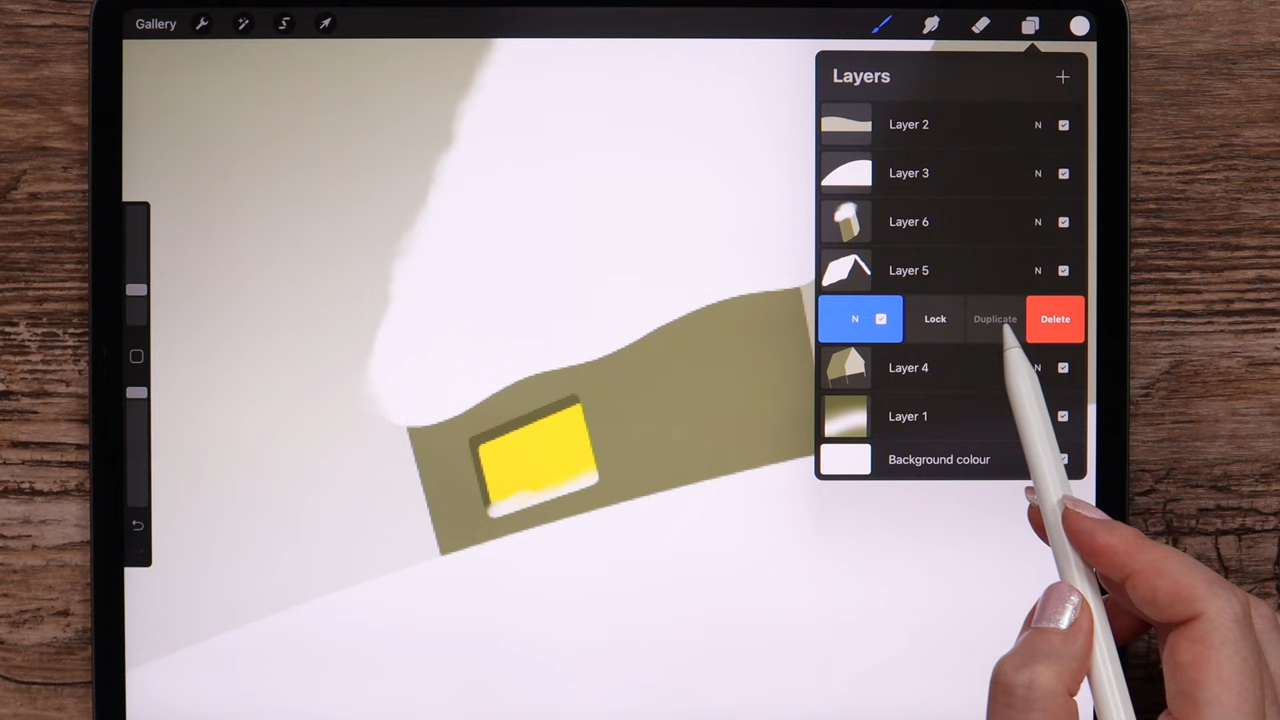 Gallery
Layers
Layer 2 N
Layer 3 N
Layer 6 N
Layer 5 N
N Lock Duplicate Delete
Layer 4 N
Layer 1
Background colour